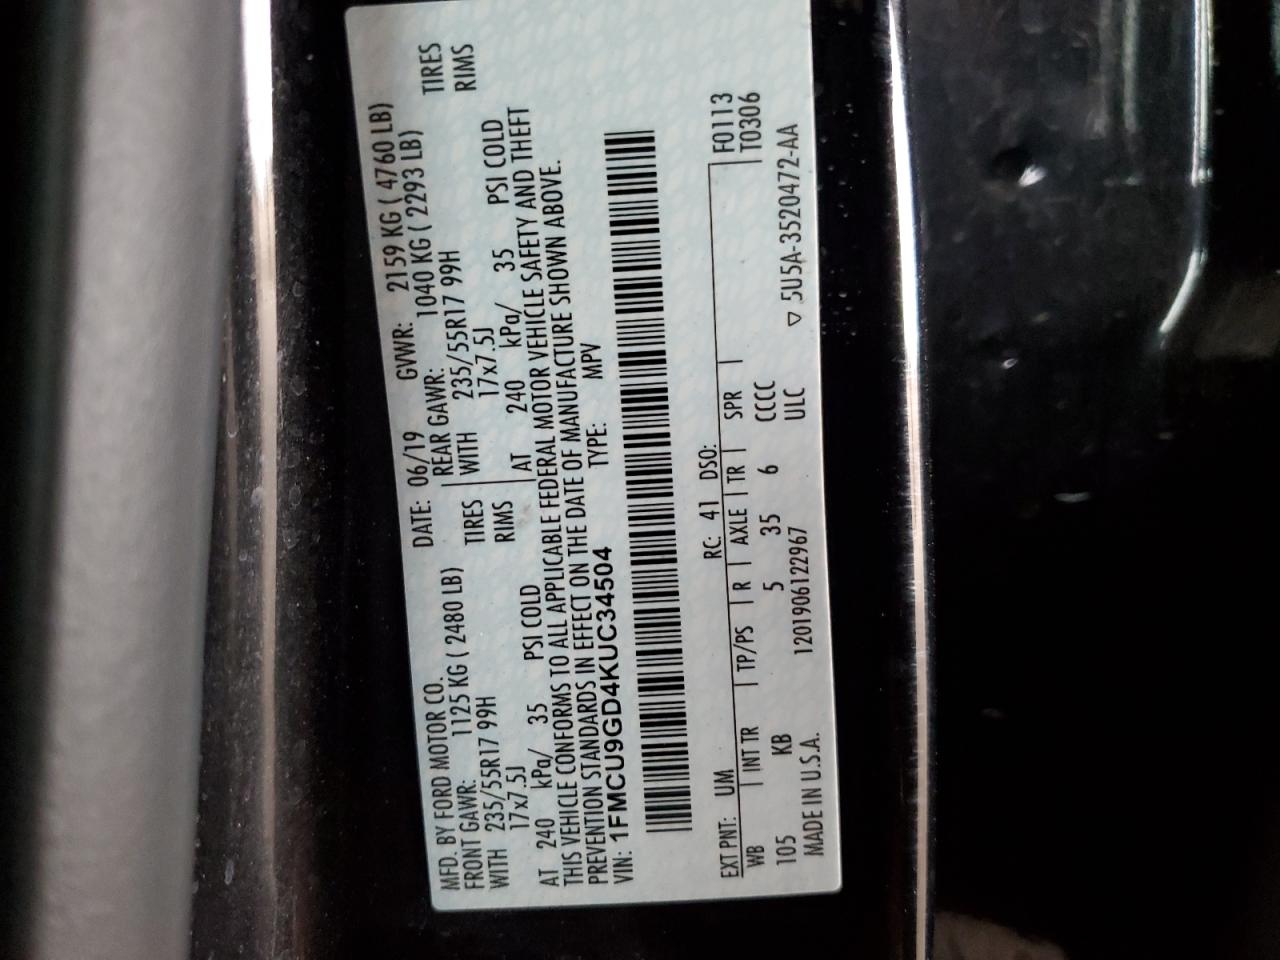 MFD. BY FORD MOTOR CO.
DATE: 06/19 GVWR: 2159 KG ( 4760 LB)
FRONT GAWR: 1125 KG ( 2480 LB) REAR GAWR: 1040 KG ( 2293 LB)
WITH 235/55R17 99H TIRES WITH 235/55R17 99H TIRES
17x7.5J RIMS 17x7.5J RIMS
AT 240 kPa/ 35 PSI COLD AT 240 kPa/ 35 PSI COLD
THIS VEHICLE CONFORMS TO ALL APPLICABLE FEDERAL MOTOR VEHICLE SAFETY AND THEFT
PREVENTION STANDARDS IN EFFECT ON THE DATE OF MANUFACTURE SHOWN ABOVE.
VIN: 1FMCU9GD4KUC34504 TYPE: MPV
EXT PNT: UM RC: 41 DSO: F0113
WB | INT TR | TP/PS | R | AXLE | TR | SPR | T0306
105 KB 5 35 6 CCCC
MADE IN U.S.A. 1201906122967 ULC ▽ 5U5A-3520472-AA